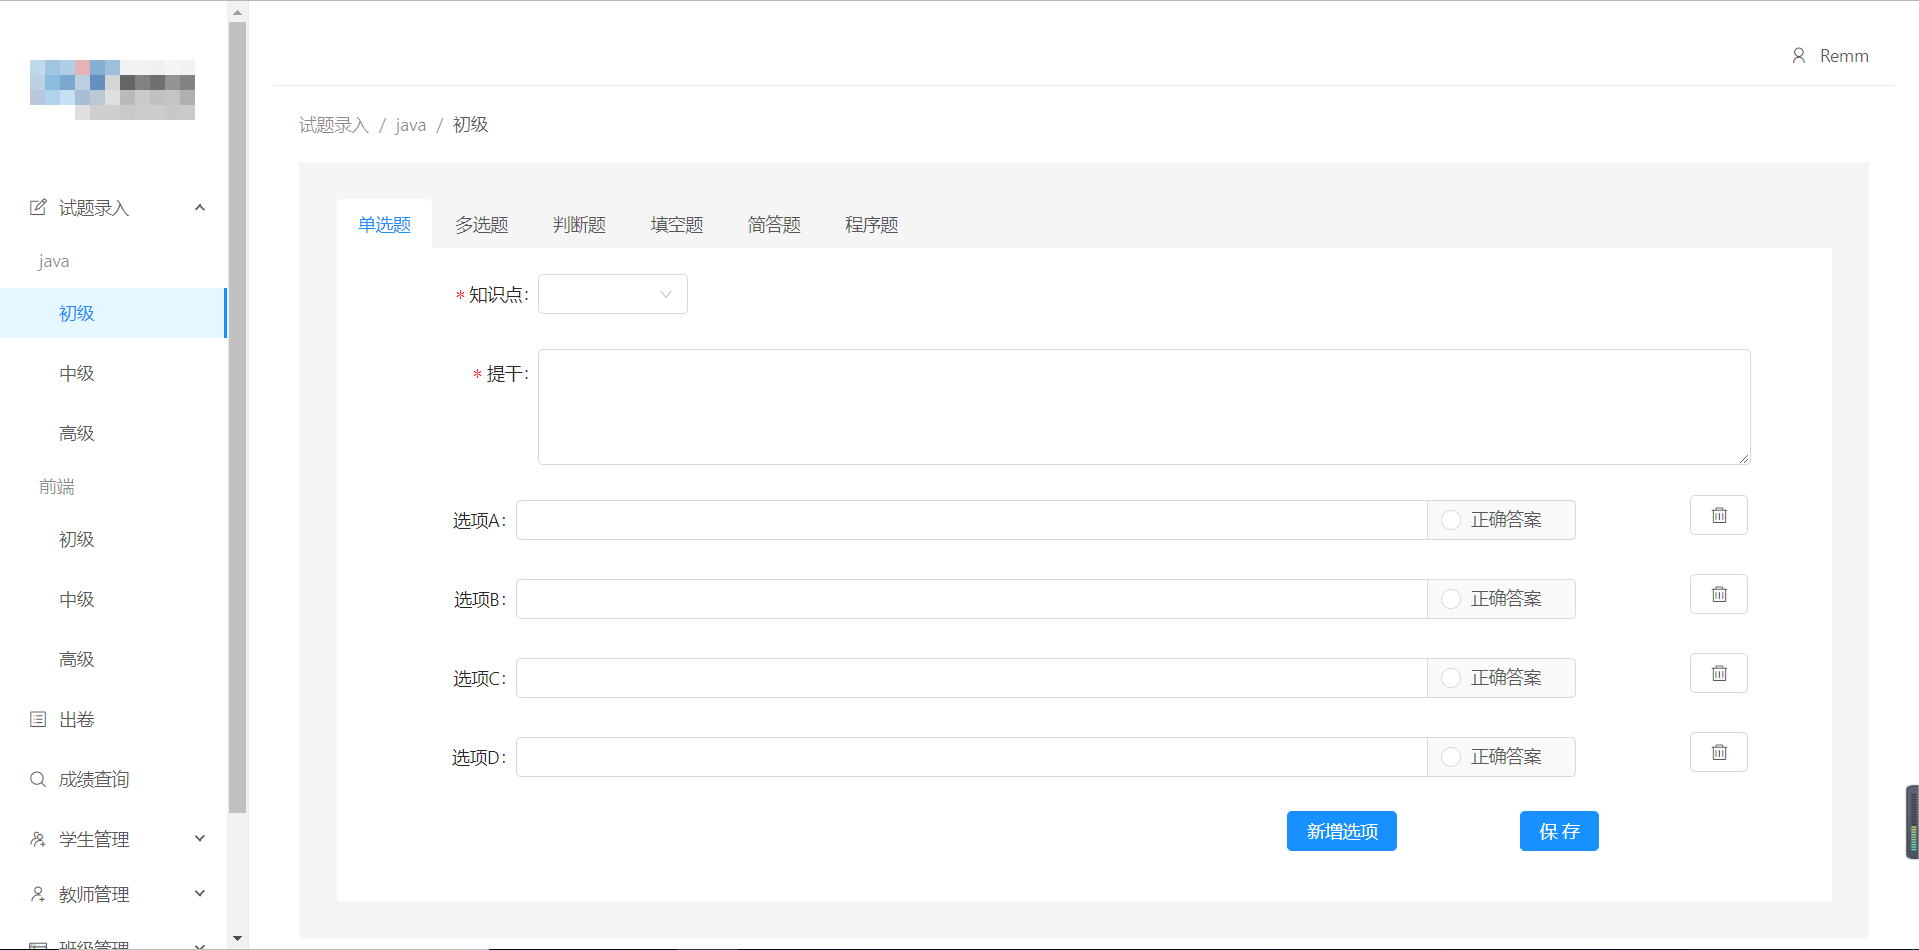 Remm
试题录入 / java / 初级
试题录入
java
初级
中级
高级
前端
初级
中级
高级
出卷
成绩查询
学生管理
教师管理
班级管理
单选题 多选题 判断题 填空题 简答题 程序题
* 知识点:
* 提干:
选项A: 正确答案
选项B: 正确答案
选项C: 正确答案
选项D: 正确答案
新增选项 保 存